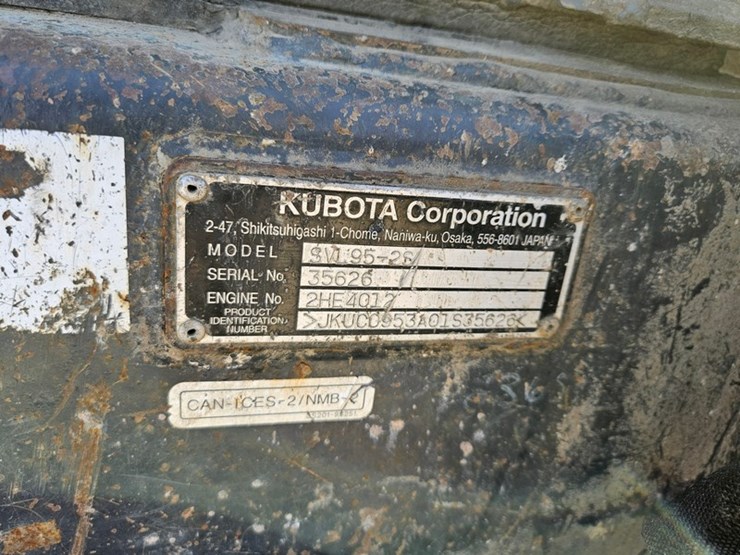 KUBOTA Corporation
2-47, Shikitsuhigashi 1-Chome, Naniwa-ku, Osaka, 556-8601 JAPAN
MODEL SVL95-2S
SERIAL No. 35626
ENGINE No. 2HE4017
PRODUCT IDENTIFICATION NUMBER >JKUC0953A01S35626<
CAN-ICES-2/NMB-2